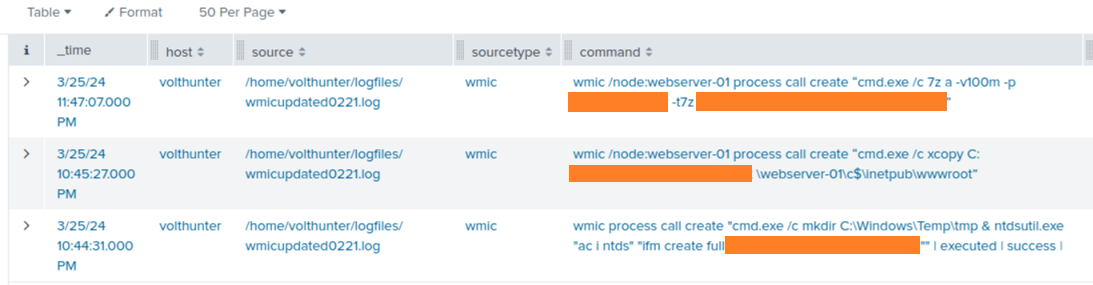 Table Format 50 Per Page
i _time host source sourcetype command
3/25/24 volthunter /home/volthunter/logfiles/ wmic wmic /node:webserver-01 process call create "cmd.exe /c 7z a -v100m -p
11:47:07.000 wmicupdated0221.log -t7z "
PM
3/25/24 volthunter /home/volthunter/logfiles/ wmic wmic /node:webserver-01 process call create "cmd.exe /c xcopy C:
10:45:27.000 wmicupdated0221.log \webserver-01\c$\inetpub\wwwroot"
PM
3/25/24 volthunter /home/volthunter/logfiles/ wmic wmic process call create "cmd.exe /c mkdir C:\Windows\Temp\tmp & ntdsutil.exe
10:44:31.000 wmicupdated0221.log "ac i ntds" "ifm create full "" | executed | success |
PM